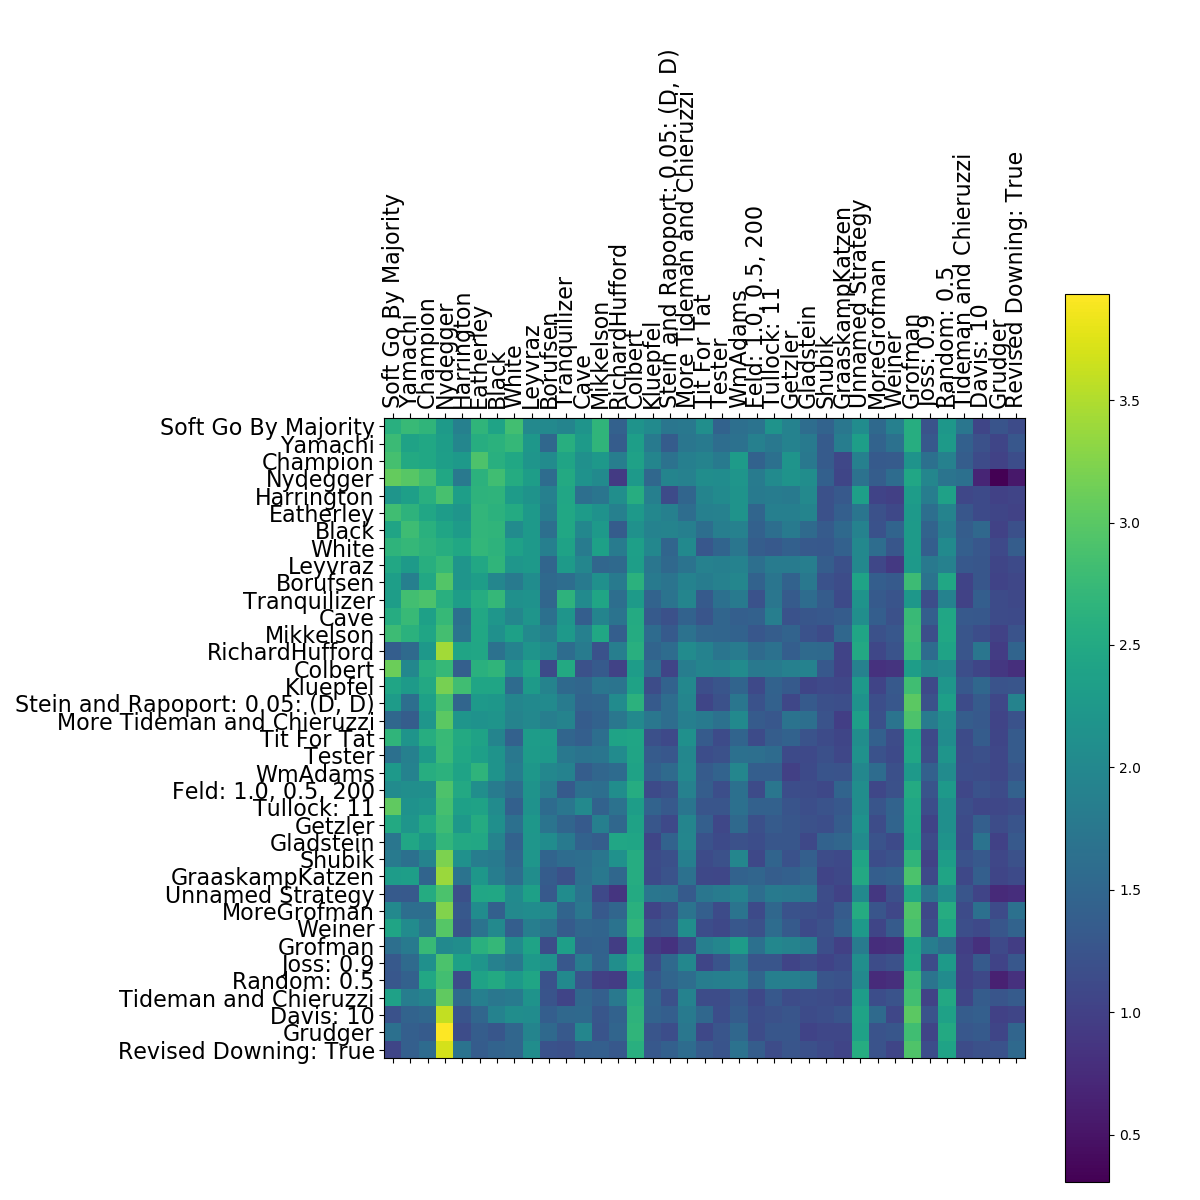 Soft Go By Majority
Yamachi
Champion
Nydegger
Harrington
Eatherley
Black
White
Leyvraz
Borufsen
Tranquilizer
Cave
Mikkelson
RichardHufford
Colbert
Kluepfel
Stein and Rapoport: 0.05: (D, D)
More Tideman and Chieruzzi
Tit For Tat
Tester
WmAdams
Feld: 1.0, 0.5, 200
Tullock: 11
Getzler
Gladstein
Shubik
GraaskampKatzen
Unnamed Strategy
MoreGrofman
Weiner
Grofman
Joss: 0.9
Random: 0.5
Tideman and Chieruzzi
Davis: 10
Grudger
Revised Downing: True
Soft Go By Majority
Yamachi
Champion
Nydegger
Harrington
Eatherley
Black
White
Leyvraz
Borufsen
Tranquilizer
Cave
Mikkelson
RichardHufford
Colbert
Kluepfel
Stein and Rapoport: 0.05: (D, D)
More Tideman and Chieruzzi
Tit For Tat
Tester
WmAdams
Feld: 1.0, 0.5, 200
Tullock: 11
Getzler
Gladstein
Shubik
GraaskampKatzen
Unnamed Strategy
MoreGrofman
Weiner
Grofman
Joss: 0.9
Random: 0.5
Tideman and Chieruzzi
Davis: 10
Grudger
Revised Downing: True
3.5
3.0
2.5
2.0
1.5
1.0
0.5